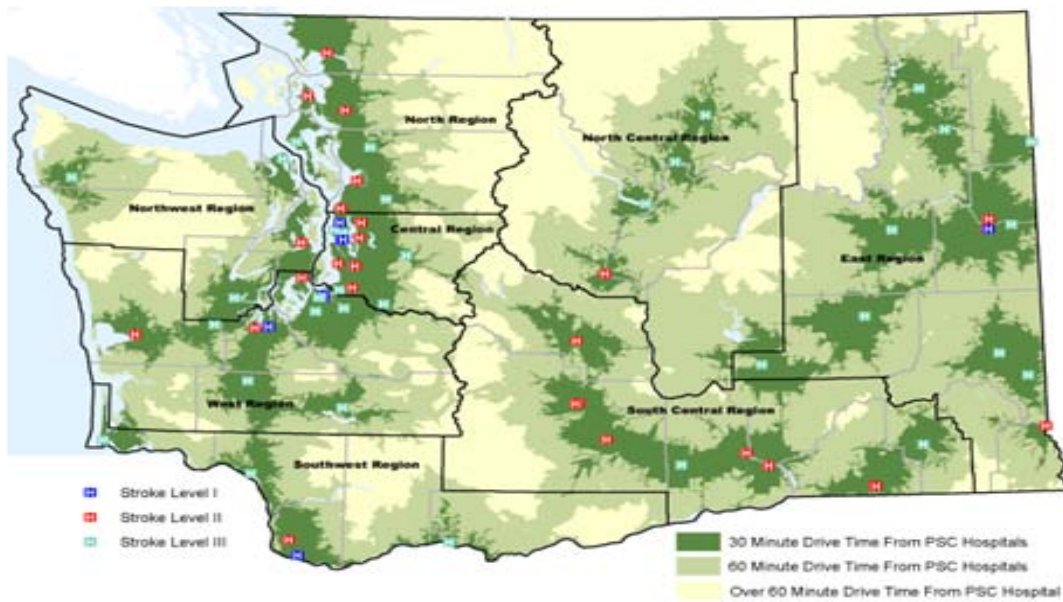 North Region
North Central Region
Northwest Region
Central Region
East Region
West Region
South Central Region
Southwest Region
H Stroke Level I
H Stroke Level II
H Stroke Level III
30 Minute Drive Time From PSC Hospitals
60 Minute Drive Time From PSC Hospitals
Over 60 Minute Drive Time From PSC Hospital